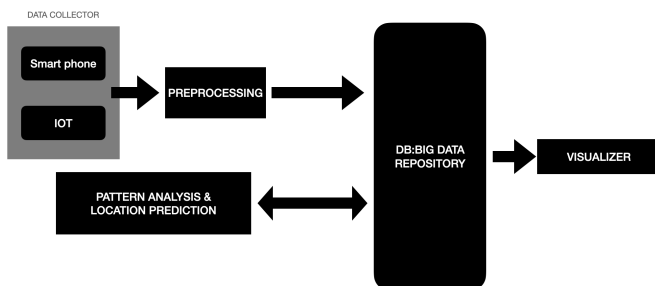 DATA COLLECTOR
Smart phone
IOT
PREPROCESSING
DB:BIG DATA
REPOSITORY
VISUALIZER
PATTERN ANALYSIS &
LOCATION PREDICTION